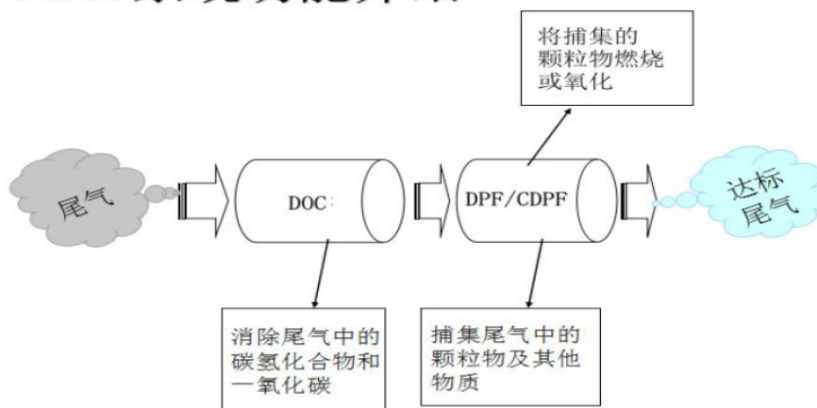 将捕集的
颗粒物燃烧
或氧化
尾气
DOC
DPF/CDPF
达标
尾气
消除尾气中的
碳氢化合物和
一氧化碳
捕集尾气中的
颗粒物及其他
物质